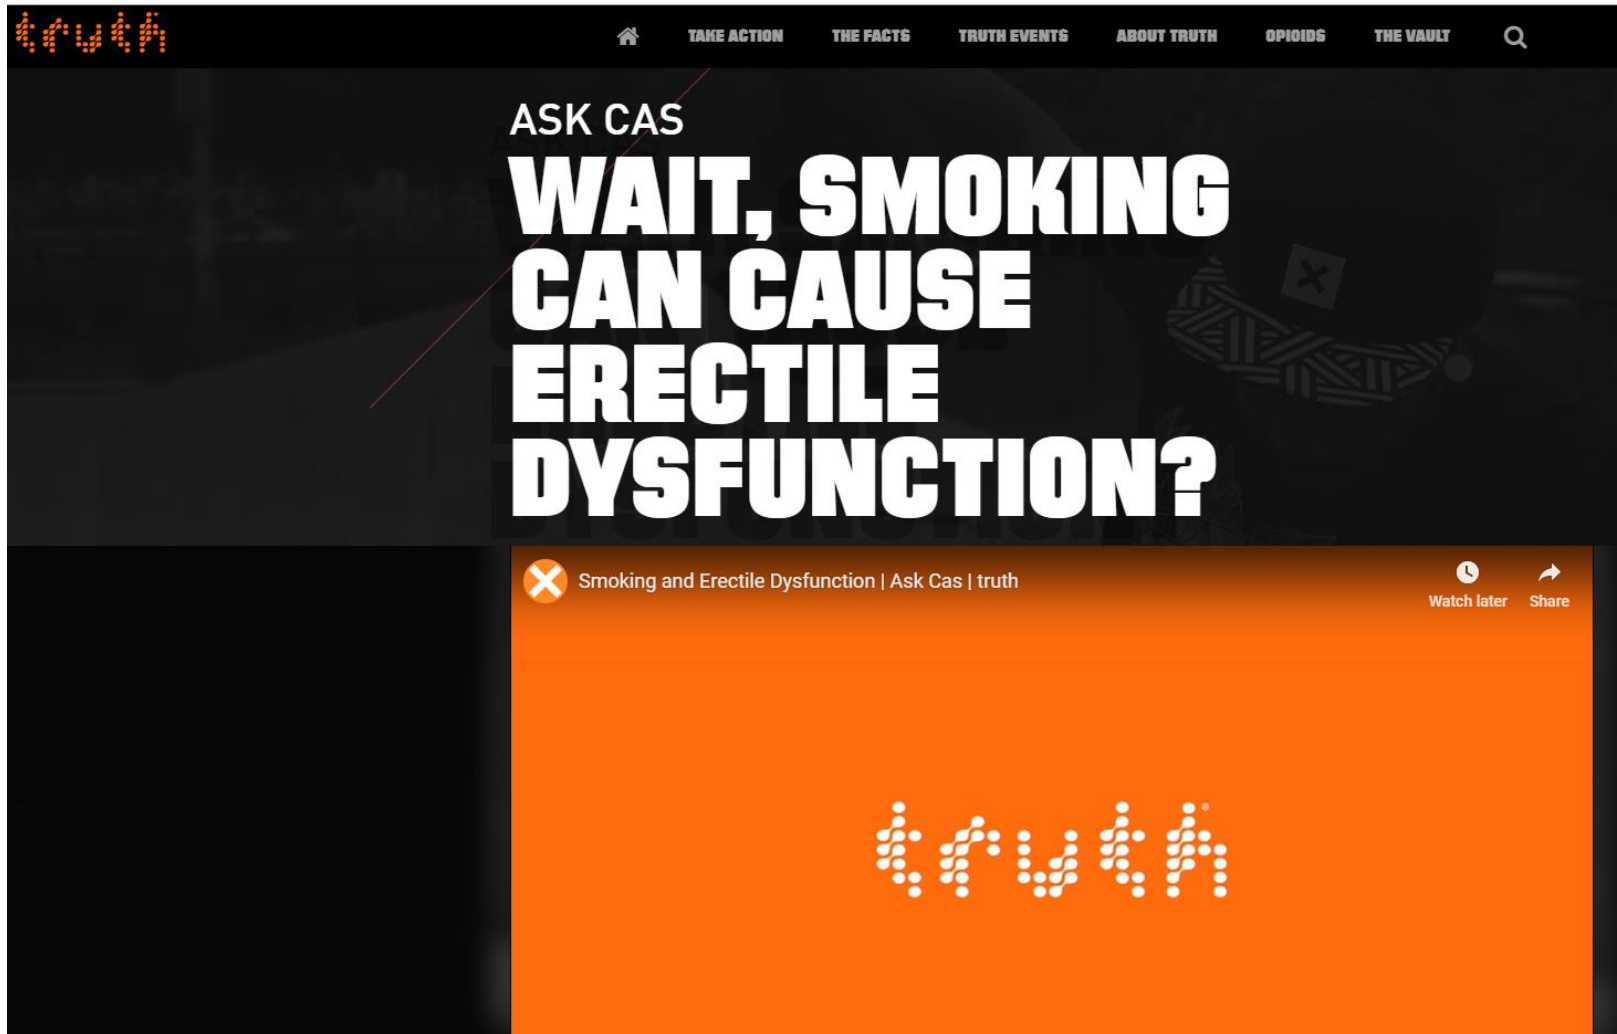 truth
TAKE ACTION THE FACTS TRUTH EVENTS ABOUT TRUTH OPIOIDS THE VAULT
ASK CAS
WAIT, SMOKING
CAN CAUSE
ERECTILE
DYSFUNCTION?
Smoking and Erectile Dysfunction | Ask Cas | truth
Watch later Share
truth®